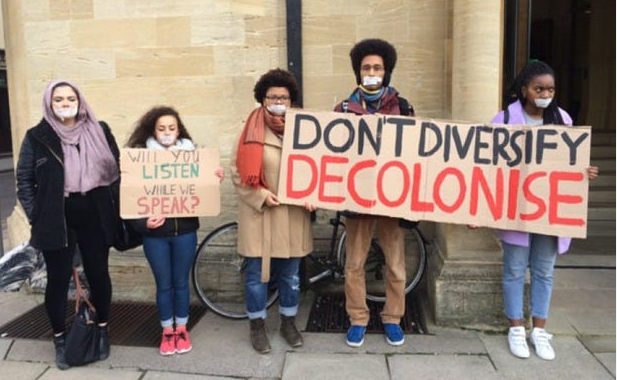 WILL YOU
LISTEN
WHILE WE
SPEAK?
DON'T DIVERSIFY
DECOLONISE